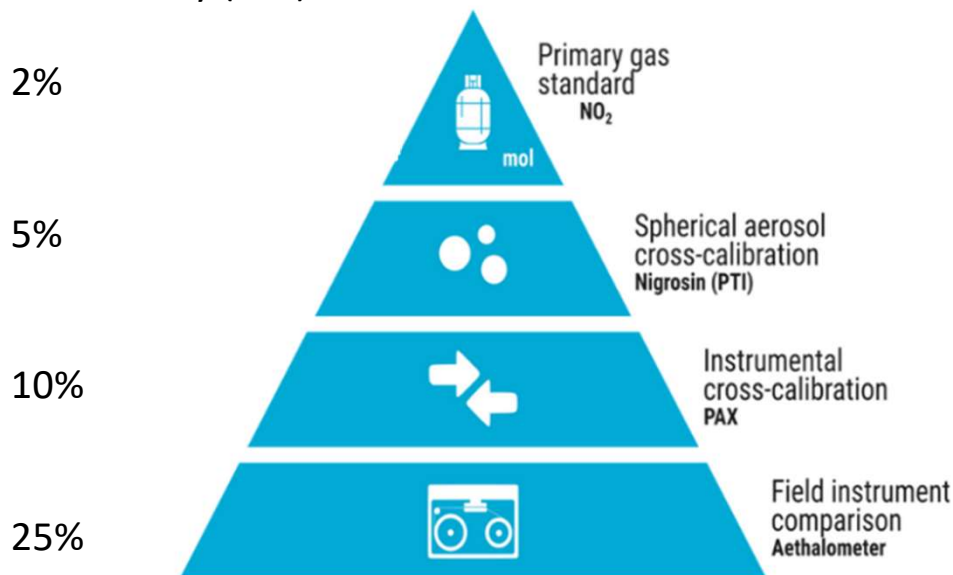 2%
Primary gas
standard
NO₂
mol
5%
Spherical aerosol
cross-calibration
Nigrosin (PTI)
10%
Instrumental
cross-calibration
PAX
25%
Field instrument
comparison
Aethalometer